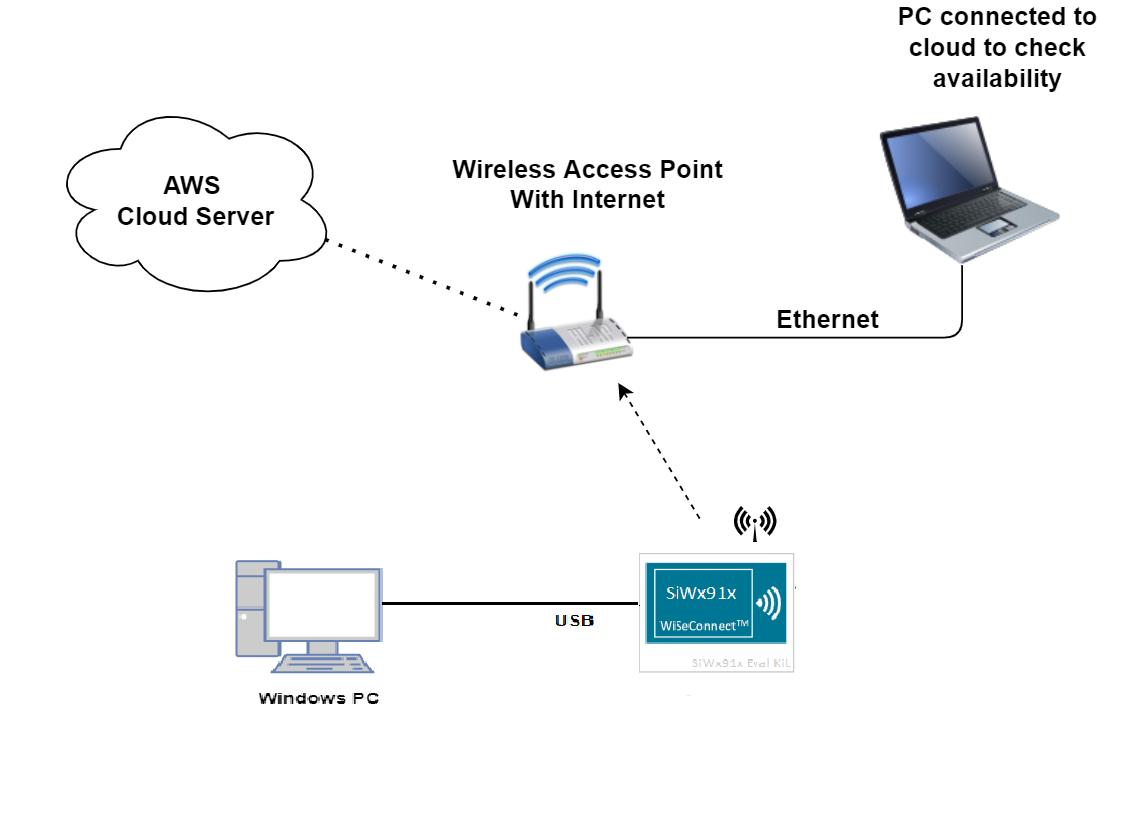 PC connected to
cloud to check
availability
AWS
Cloud Server
Wireless Access Point
With Internet
Ethernet
SiWx91x
WiSeConnect™
USB
SiWx91x Eval Kit
Windows PC